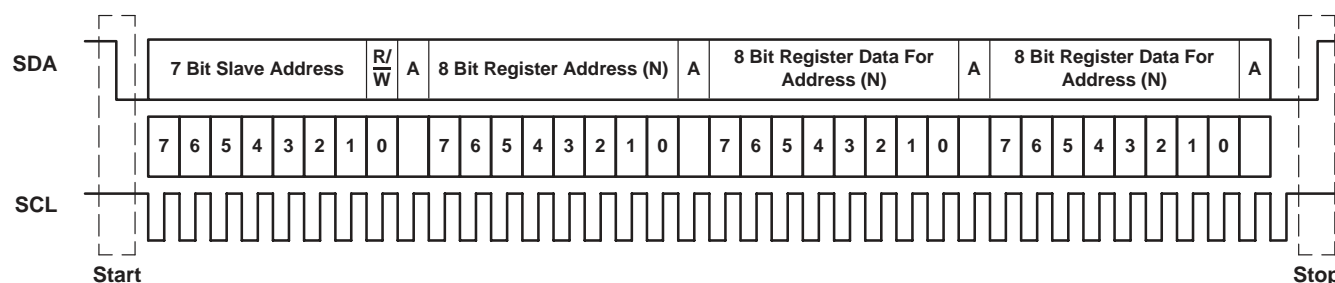 SDA
7 Bit Slave Address
R/
W
A
8 Bit Register Address (N)
A
8 Bit Register Data For
Address (N)
A
8 Bit Register Data For
Address (N)
A
7 6 5 4 3 2 1 0 7 6 5 4 3 2 1 0 7 6 5 4 3 2 1 0 7 6 5 4 3 2 1 0
SCL
Start
Stop